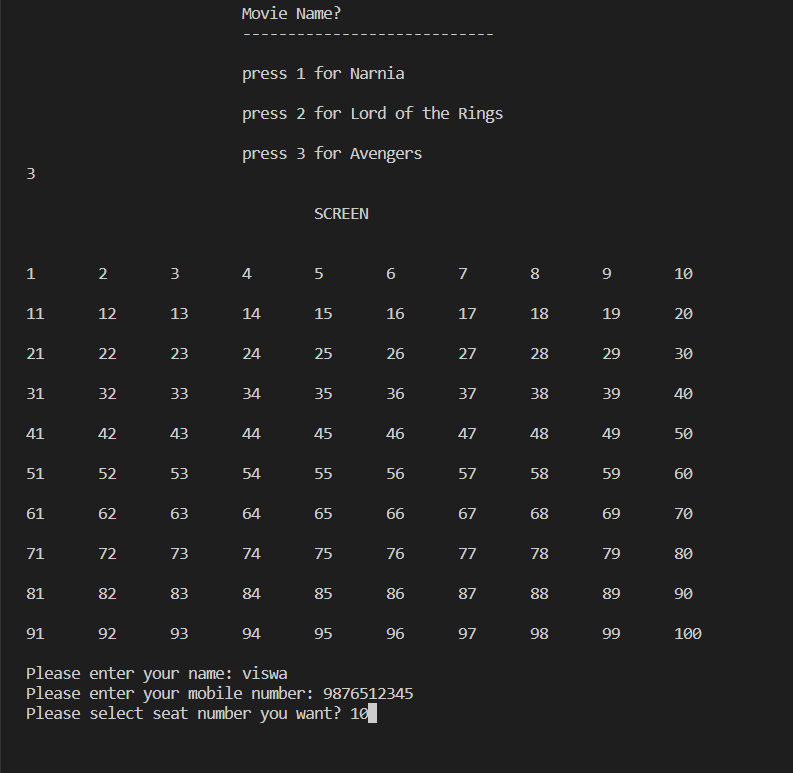 Movie Name?
----------------------------
press 1 for Narnia
press 2 for Lord of the Rings
press 3 for Avengers
3
SCREEN
1 2 3 4 5 6 7 8 9 10
11 12 13 14 15 16 17 18 19 20
21 22 23 24 25 26 27 28 29 30
31 32 33 34 35 36 37 38 39 40
41 42 43 44 45 46 47 48 49 50
51 52 53 54 55 56 57 58 59 60
61 62 63 64 65 66 67 68 69 70
71 72 73 74 75 76 77 78 79 80
81 82 83 84 85 86 87 88 89 90
91 92 93 94 95 96 97 98 99 100
Please enter your name: viswa
Please enter your mobile number: 9876512345
Please select seat number you want? 10